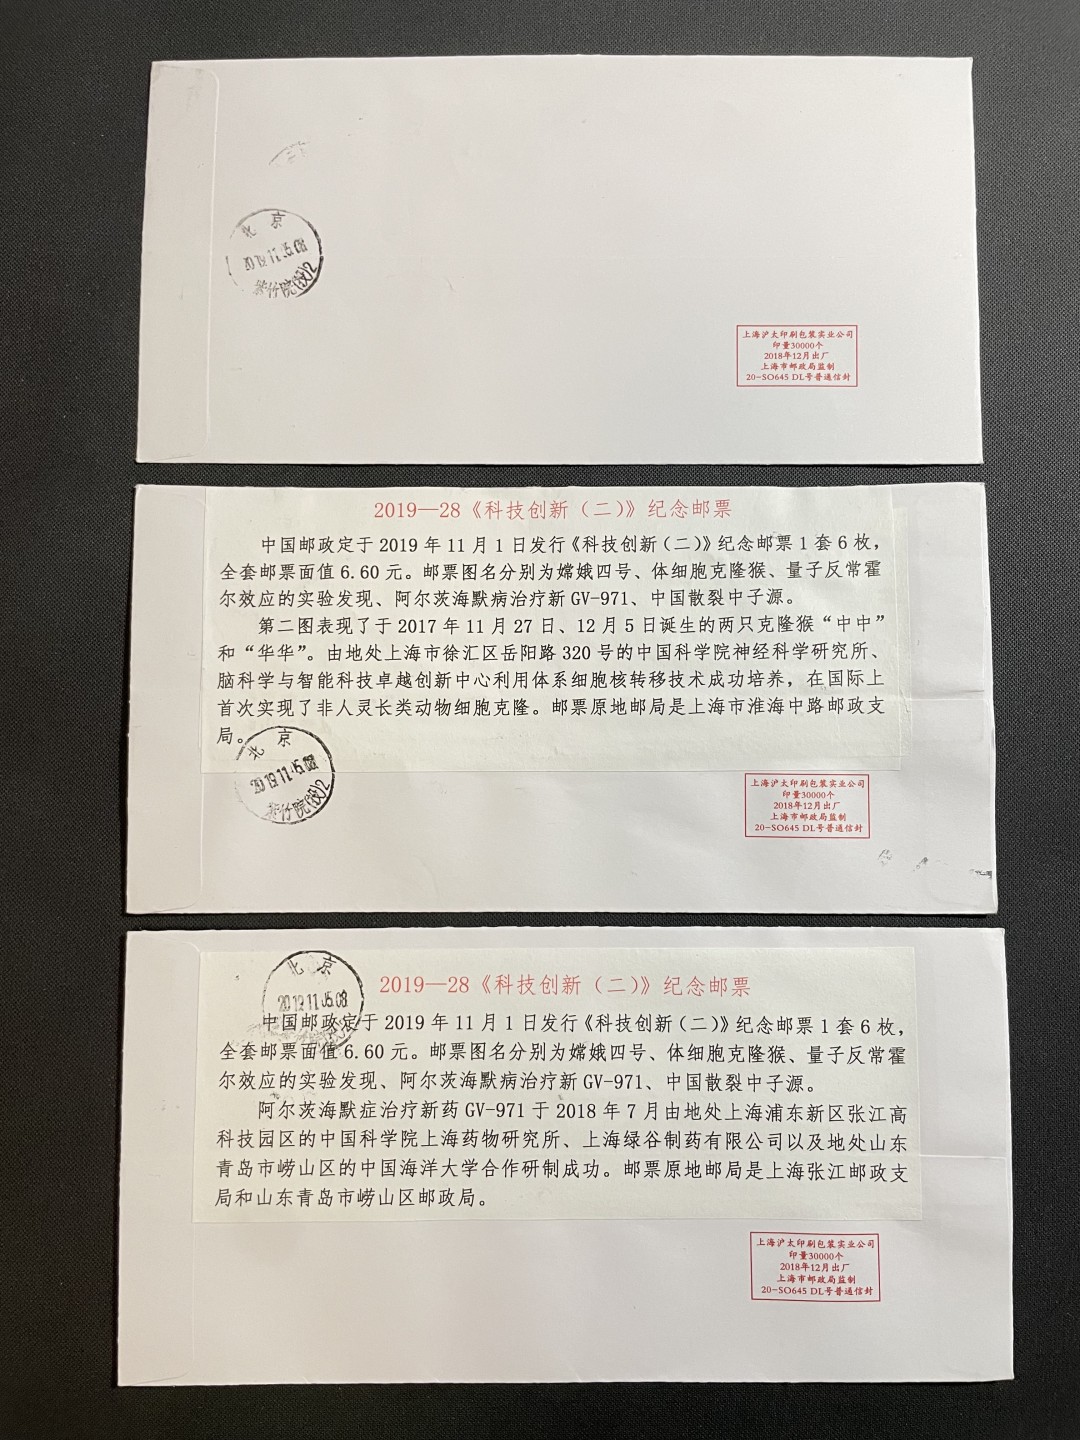 北京
2019.11.05.08
上海沪太印刷包装实业公司
印量30000个
2018年12月出厂
上海市邮政局监制
20-SO645 DL号普通信封
2019—28《科技创新（二）》纪念邮票
中国邮政定于2019年11月1日发行《科技创新（二）》纪念邮票1套6枚，
全套邮票面值6.60元。邮票图名分别为嫦娥四号、体细胞克隆猴、量子反常霍
尔效应的实验发现、阿尔茨海默病治疗新GV-971、中国散裂中子源。
第二图表现了于2017年11月27日、12月5日诞生的两只克隆猴“中中”
和“华华”。由地处上海市徐汇区岳阳路320号的中国科学院神经科学研究所、
脑科学与智能科技卓越创新中心利用体系细胞核转移技术成功培养，在国际上
首次实现了非人灵长类动物细胞克隆。邮票原地邮局是上海市淮海中路邮政支
局。
北京
2019.11.05.08
上海沪太印刷包装实业公司
印量30000个
2018年12月出厂
上海市邮政局监制
20-SO645 DL号普通信封
北京
2019.11.05.08
2019—28《科技创新（二）》纪念邮票
中国邮政定于2019年11月1日发行《科技创新（二）》纪念邮票1套6枚，
全套邮票面值6.60元。邮票图名分别为嫦娥四号、体细胞克隆猴、量子反常霍
尔效应的实验发现、阿尔茨海默病治疗新GV-971、中国散裂中子源。
阿尔茨海默症治疗新药GV-971于2018年7月由地处上海浦东新区张江高
科技园区的中国科学院上海药物研究所、上海绿谷制药有限公司以及地处山东
青岛市崂山区的中国海洋大学合作研制成功。邮票原地邮局是上海张江邮政支
局和山东青岛市崂山区邮政局。
上海沪太印刷包装实业公司
印量30000个
2018年12月出厂
上海市邮政局监制
20-SO645 DL号普通信封